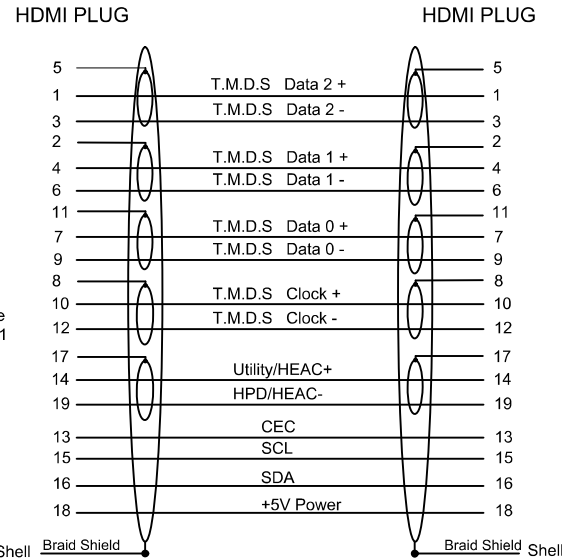 HDMI PLUG HDMI PLUG
5 5
T.M.D.S Data 2 +
1 1
T.M.D.S Data 2 -
3 3
2 2
T.M.D.S Data 1 +
4 4
T.M.D.S Data 1 -
6 6
11 11
T.M.D.S Data 0 +
7 7
T.M.D.S Data 0 -
9 9
8 8
T.M.D.S Clock +
10 10
e
T.M.D.S Clock -
12 12
1
17 17
Utility/HEAC+
14 14
HPD/HEAC-
19 19
CEC
13 13
SCL
15 15
SDA
16 16
+5V Power
18 18
Shell Braid Shield Braid Shield Shell